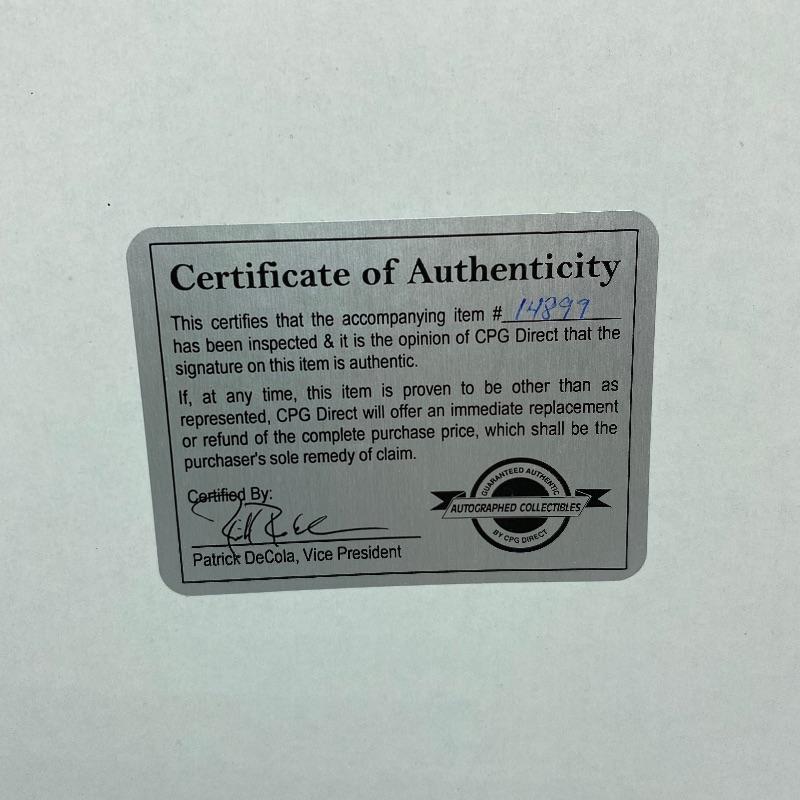 Certificate of Authenticity
This certifies that the accompanying item # 14899
has been inspected & it is the opinion of CPG Direct that the
signature on this item is authentic.
If, at any time, this item is proven to be other than as
represented, CPG Direct will offer an immediate replacement
or refund of the complete purchase price, which shall be the
purchaser's sole remedy of claim.
Certified By:
Patrick DeCola, Vice President
GUARANTEED AUTHENTIC
AUTOGRAPHED COLLECTIBLES
BY CPG DIRECT